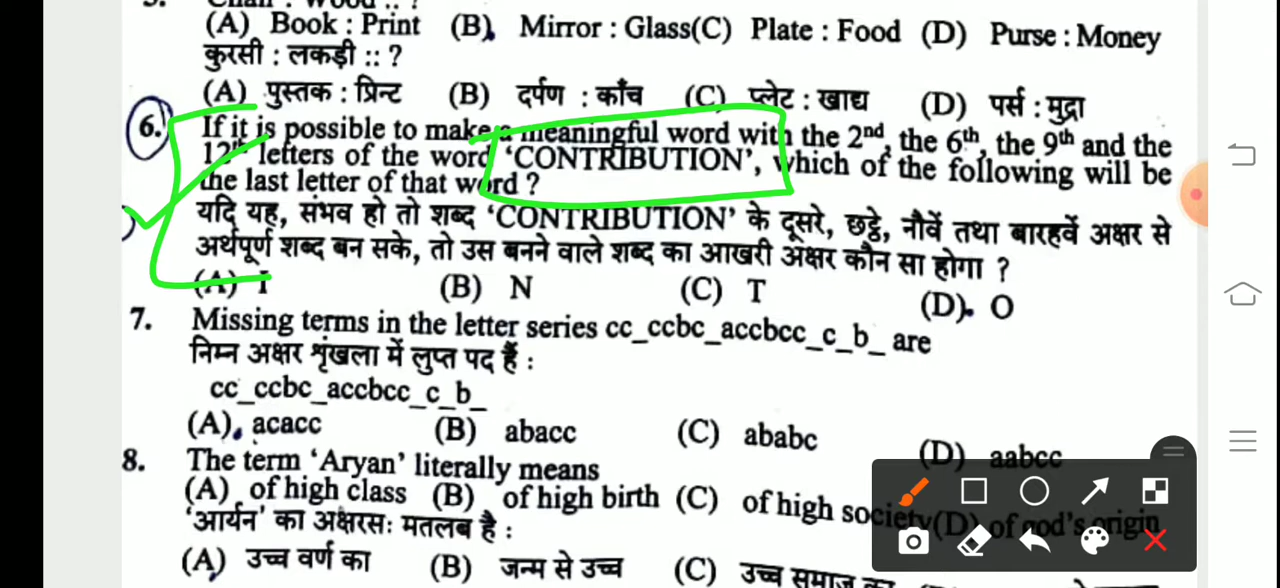 (A) Book : Print (B) Mirror : Glass(C) Plate : Food (D) Purse : Money
कुरसी : लकड़ी :: ?
(A) पुस्तक : प्रिन्ट (B) दर्पण : काँच (C) प्लेट : खाद्य (D) पर्स : मुद्रा
6. If it is possible to make a meaningful word with the 2nd, the 6th, the 9th and the
12th letters of the word 'CONTRIBUTION', which of the following will be
the last letter of that word ?
यदि यह, संभव हो तो शब्द 'CONTRIBUTION' के दूसरे, छट्ठे, नौवें तथा बारहवें अक्षर से
अर्थपूर्ण शब्द बन सके, तो उस बनने वाले शब्द का आखरी अक्षर कौन सा होगा ?
(A) I (B) N (C) T (D) O
7. Missing terms in the letter series cc_ccbc_accbcc_c_b_ are
निम्न अक्षर शृंखला में लुप्त पद हैं :
cc_ccbc_accbcc_c_b_
(A) acacc (B) abacc (C) ababc (D) aabcc
8. The term 'Aryan' literally means
(A) of high class (B) of high birth (C) of high society(D) of god's origin
'आर्यन' का अक्षरसः मतलब है :
(A) उच्च वर्ण का (B) जन्म से उच्च (C) उच्च समाज का